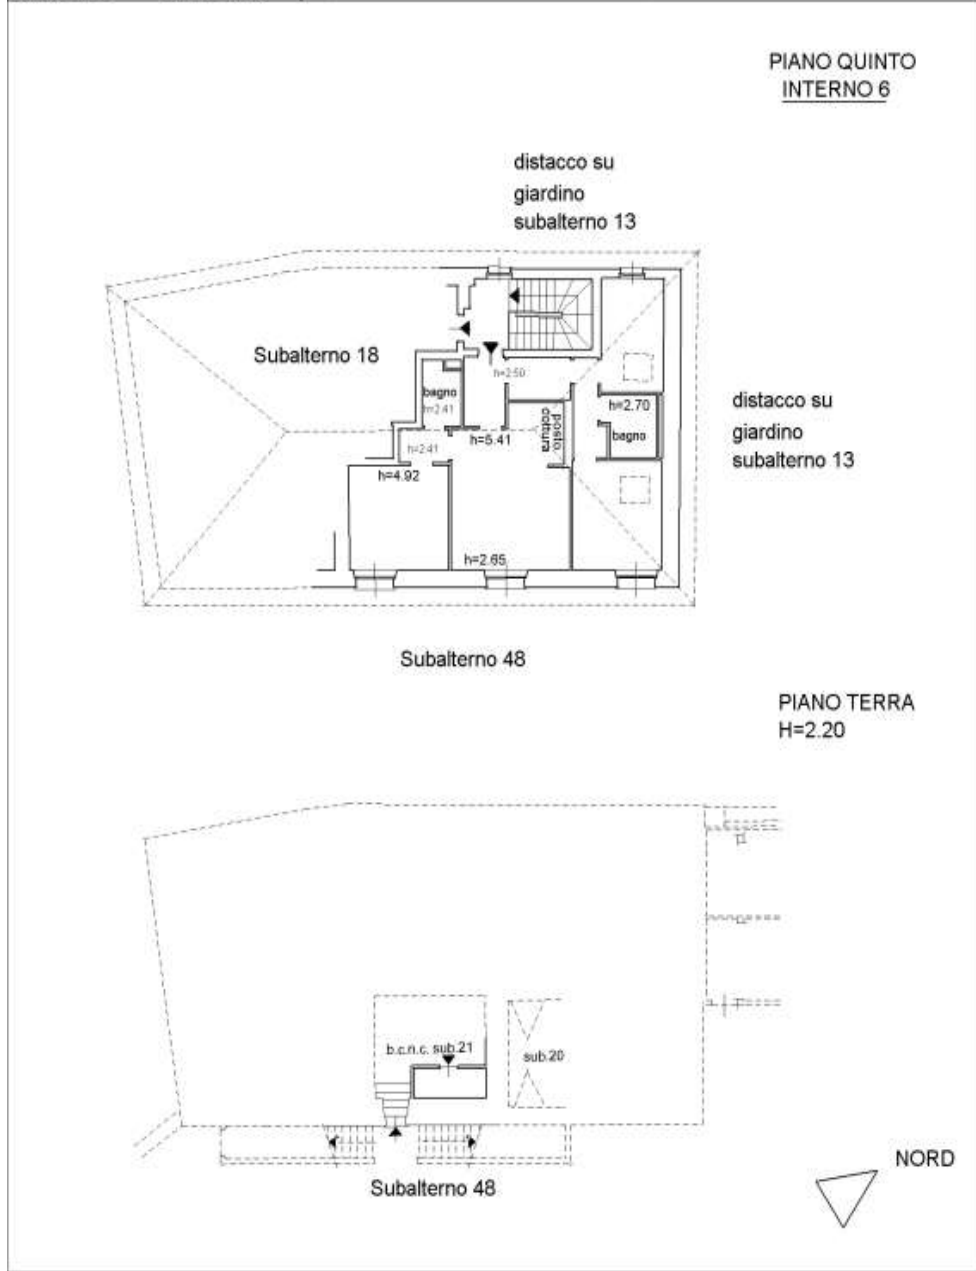 PIANO QUINTO
INTERNO 6
distacco su
giardino
subalterno 13
Subalterno 18
h=2.50
bagno
h=2.41
h=2.70
posto
cottura
distacco su
giardino
subalterno 13
h=5.41
bagno
h=2.41
h=4.92
h=2.65
Subalterno 48
PIANO TERRA
H=2.20
b.c.n.c. sub.21
sub.20
NORD
Subalterno 48